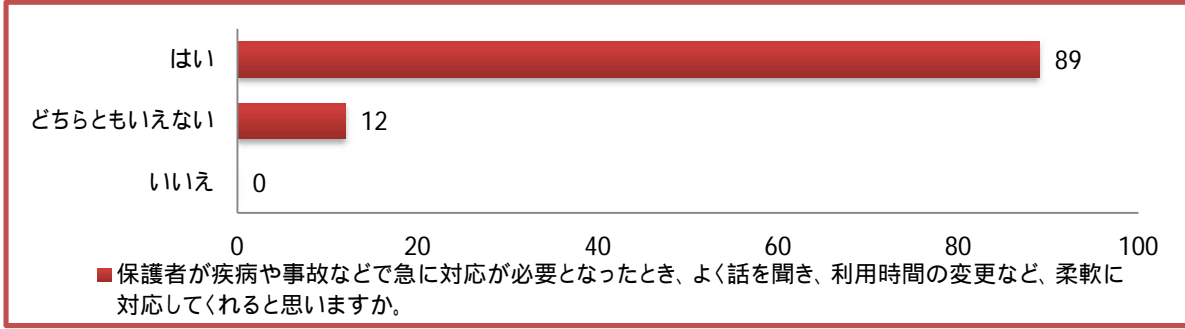 はい
89
どちらともいえない
12
いいえ
0
0 20 40 60 80 100
保護者が疾病や事故などで急に対応が必要となったとき、よく話を聞き、利用時間の変更など、柔軟に
対応してくれると思いますか。